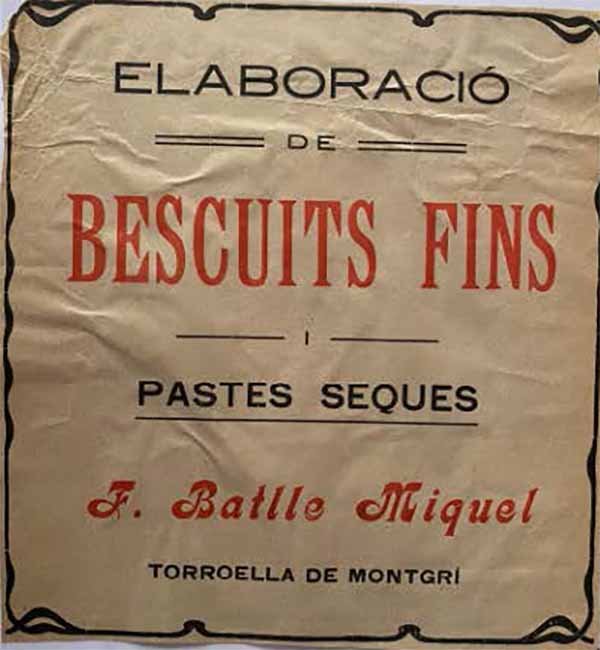 ELABORACIÓ
DE
BESCUITS FINS
I
PASTES SEQUES
F. Batlle Miquel
TORROELLA DE MONTGRÍ